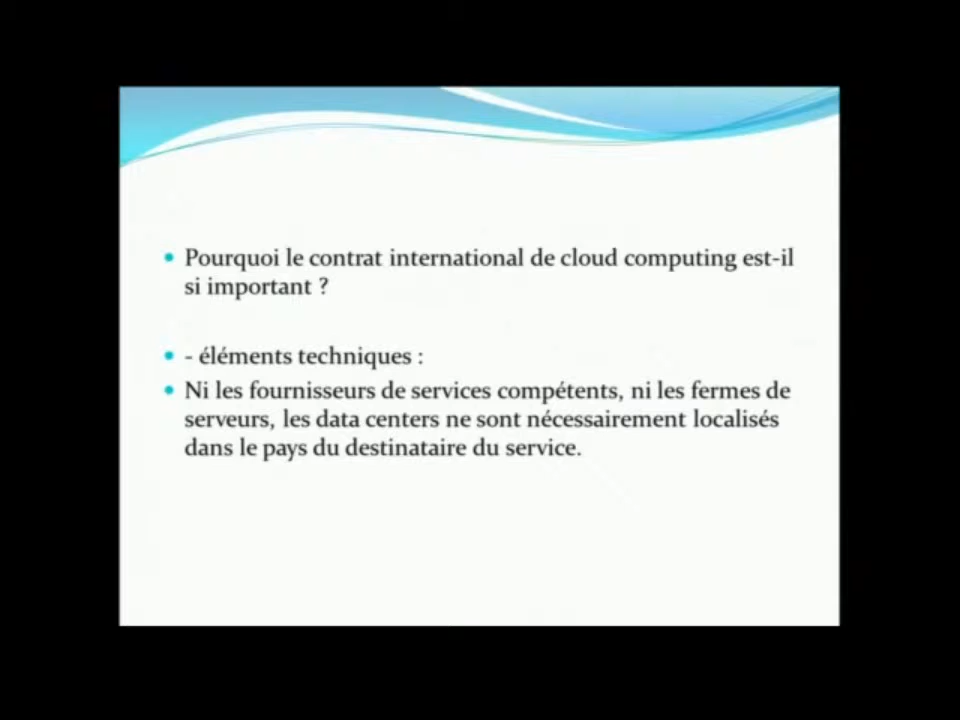 • Pourquoi le contrat international de cloud computing est-il
si important ?
• - éléments techniques :
• Ni les fournisseurs de services compétents, ni les fermes de
serveurs, les data centers ne sont nécessairement localisés
dans le pays du destinataire du service.